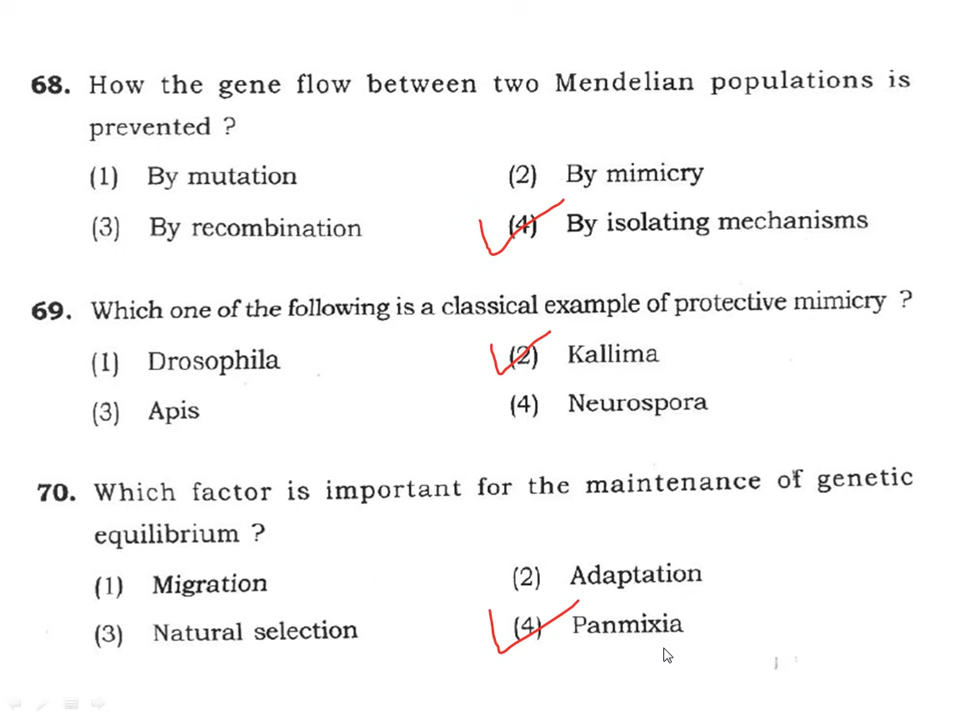 68. How the gene flow between two Mendelian populations is
prevented ?
(1) By mutation (2) By mimicry
(3) By recombination (4) By isolating mechanisms
69. Which one of the following is a classical example of protective mimicry ?
(1) Drosophila (2) Kallima
(3) Apis (4) Neurospora
70. Which factor is important for the maintenance of genetic
equilibrium ?
(1) Migration (2) Adaptation
(3) Natural selection (4) Panmixia